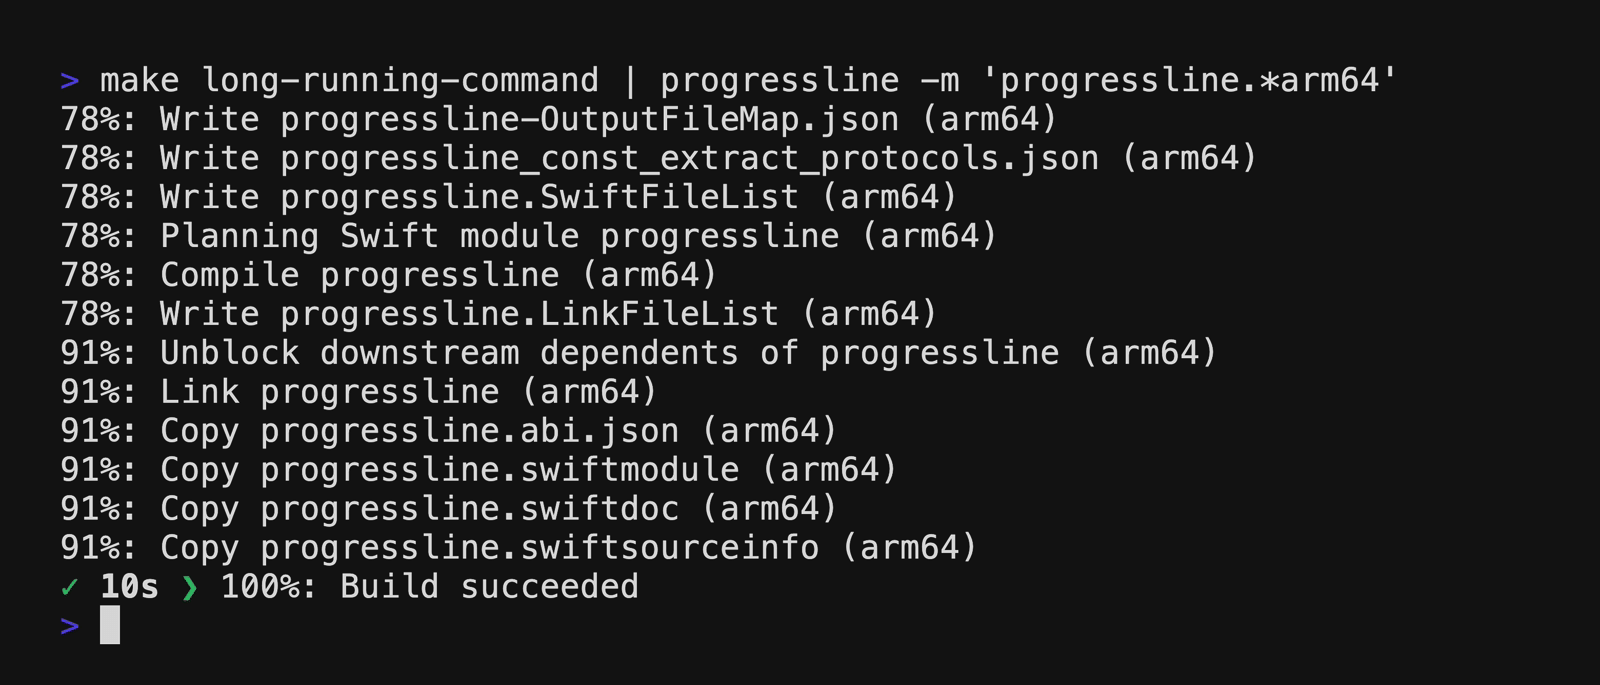 > make long-running-command | progressline -m 'progressline.*arm64'
78%: Write progressline-OutputFileMap.json (arm64)
78%: Write progressline_const_extract_protocols.json (arm64)
78%: Write progressline.SwiftFileList (arm64)
78%: Planning Swift module progressline (arm64)
78%: Compile progressline (arm64)
78%: Write progressline.LinkFileList (arm64)
91%: Unblock downstream dependents of progressline (arm64)
91%: Link progressline (arm64)
91%: Copy progressline.abi.json (arm64)
91%: Copy progressline.swiftmodule (arm64)
91%: Copy progressline.swiftdoc (arm64)
91%: Copy progressline.swiftsourceinfo (arm64)
✓ 10s ❯ 100%: Build succeeded
>